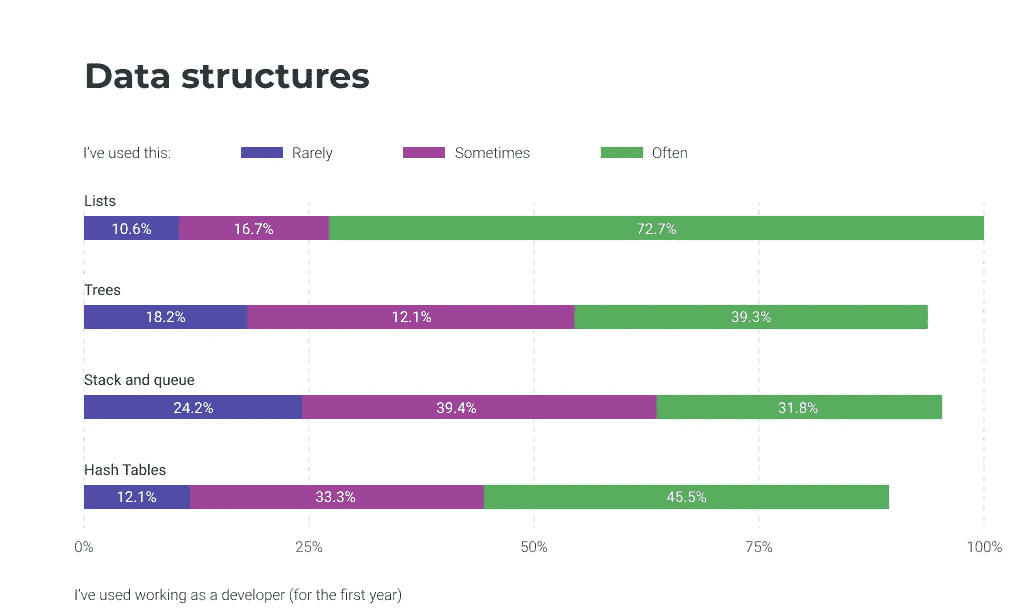 Data structures
I've used this: Rarely Sometimes Often
Lists
10.6% 16.7% 72.7%
Trees
18.2% 12.1% 39.3%
Stack and queue
24.2% 39.4% 31.8%
Hash Tables
12.1% 33.3% 45.5%
0% 25% 50% 75% 100%
I've used working as a developer (for the first year)